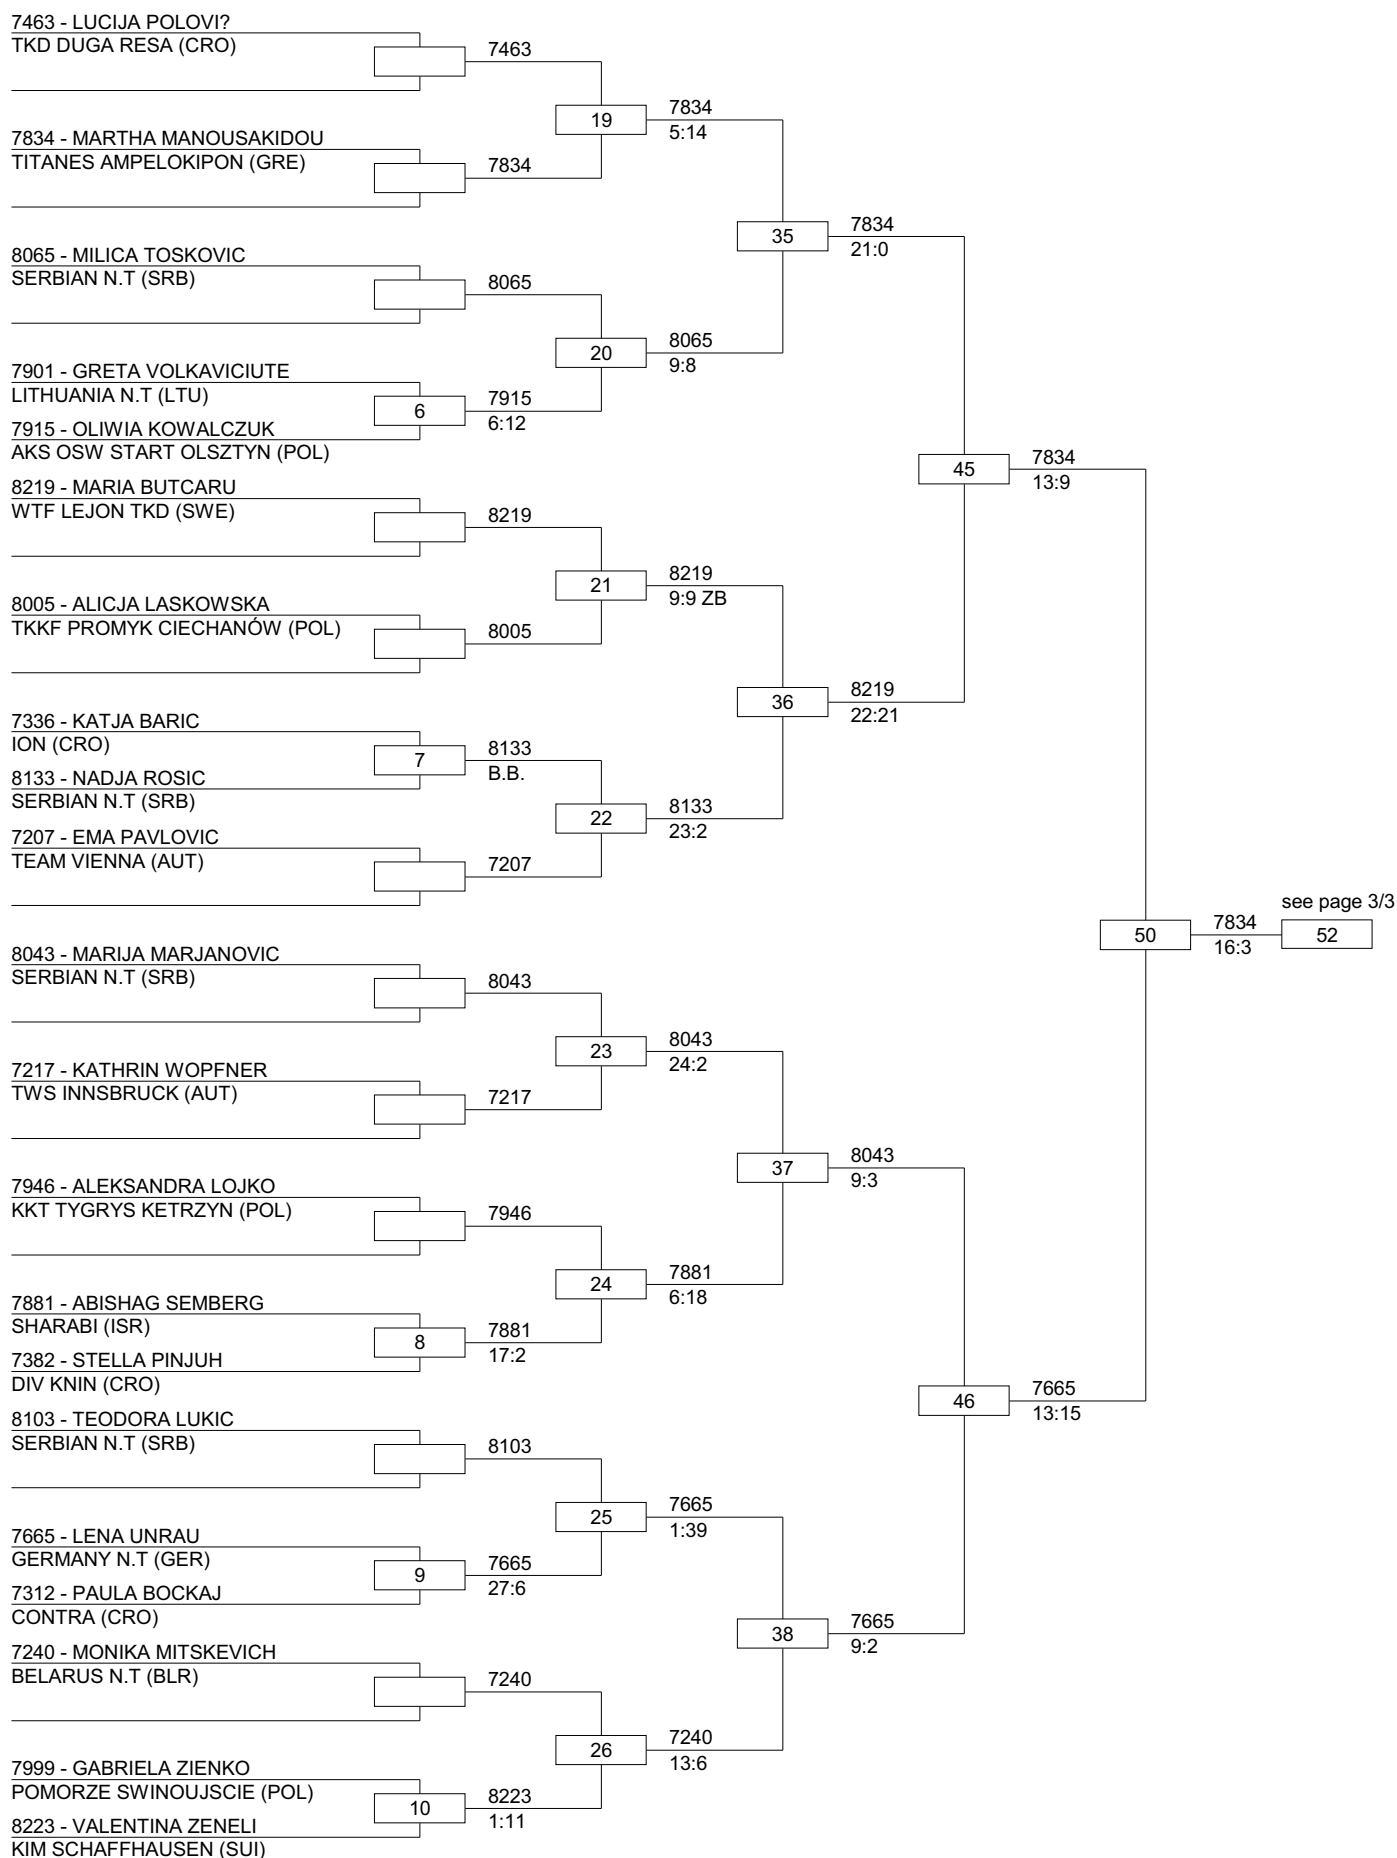 7463 - LUCIJA POLOVI?
TKD DUGA RESA (CRO)
7463
19
7834
5:14
7834 - MARTHA MANOUSAKIDOU
TITANES AMPELOKIPON (GRE)
7834
35
7834
21:0
8065 - MILICA TOSKOVIC
SERBIAN N.T (SRB)
8065
20
8065
9:8
7901 - GRETA VOLKAVICIUTE
LITHUANIA N.T (LTU)
6
7915
6:12
7915 - OLIWIA KOWALCZUK
AKS OSW START OLSZTYN (POL)
45
7834
13:9
8219 - MARIA BUTCARU
WTF LEJON TKD (SWE)
8219
21
8219
9:9 ZB
8005 - ALICJA LASKOWSKA
TKKF PROMYK CIECHANÓW (POL)
8005
36
8219
22:21
7336 - KATJA BARIC
ION (CRO)
7
8133
B.B.
8133 - NADJA ROSIC
SERBIAN N.T (SRB)
22
8133
23:2
7207 - EMA PAVLOVIC
TEAM VIENNA (AUT)
7207
see page 3/3
50
7834
16:3
52
8043 - MARIJA MARJANOVIC
SERBIAN N.T (SRB)
8043
23
8043
24:2
7217 - KATHRIN WOPFNER
TWS INNSBRUCK (AUT)
7217
37
8043
9:3
7946 - ALEKSANDRA LOJKO
KKT TYGRYS KETRZYN (POL)
7946
24
7881
6:18
7881 - ABISHAG SEMBERG
SHARABI (ISR)
8
7881
17:2
7382 - STELLA PINJUH
DIV KNIN (CRO)
46
7665
13:15
8103 - TEODORA LUKIC
SERBIAN N.T (SRB)
8103
25
7665
1:39
7665 - LENA UNRAU
GERMANY N.T (GER)
9
7665
27:6
7312 - PAULA BOCKAJ
CONTRA (CRO)
38
7665
9:2
7240 - MONIKA MITSKEVICH
BELARUS N.T (BLR)
7240
26
7240
13:6
7999 - GABRIELA ZIENKO
POMORZE SWINOUJSCIE (POL)
10
8223
1:11
8223 - VALENTINA ZENELI
KIM SCHAFFHAUSEN (SUI)